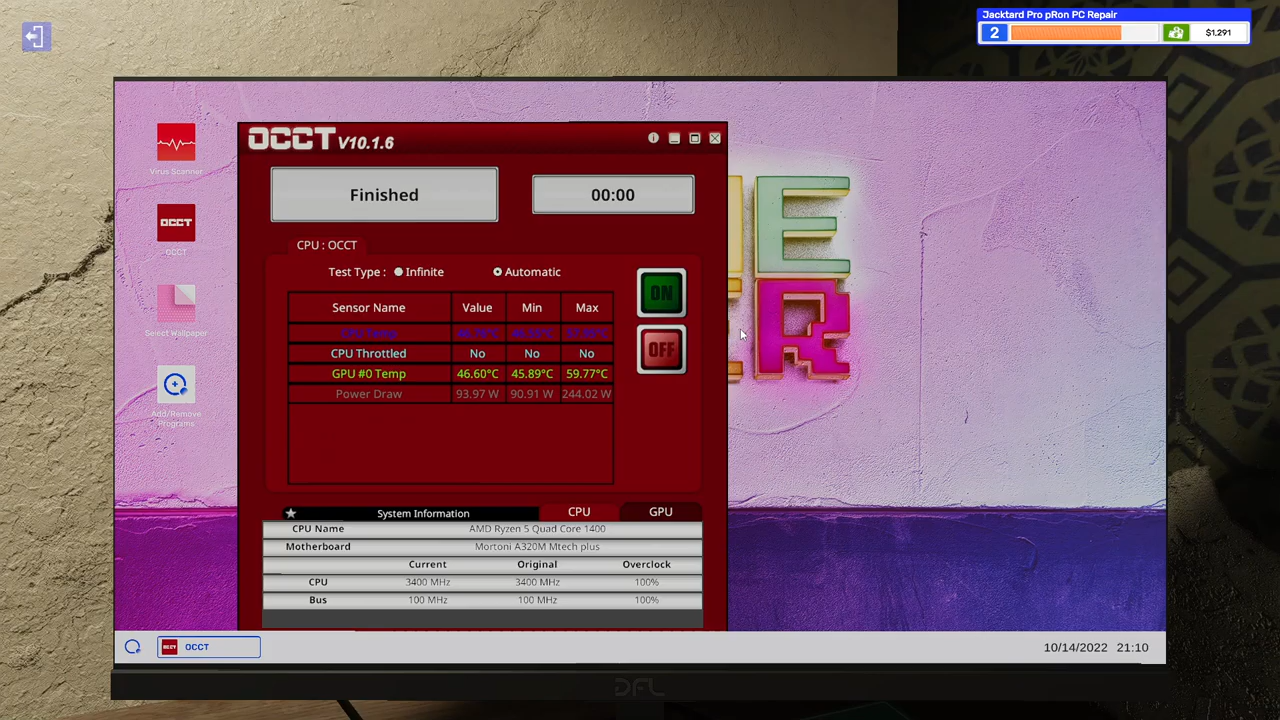 Jacktard Pro pRon PC Repair
2 $1,291
Virus Scanner
OCCT
OCCT
Select Wallpaper
Add/Remove
Programs
OCCT V10.1.6
Finished 00:00
CPU : OCCT
Test Type : Infinite Automatic
ON
OFF
Sensor Name Value Min Max
CPU Temp
CPU Throttled No No No
GPU #0 Temp 46.60°C 45.89°C 59.77°C
Power Draw 93.97 W 90.91 W 244.02 W
System Information CPU GPU
CPU Name AMD Ryzen 5 Quad Core 1400
Motherboard Mortoni A320M Mtech plus
Current Original Overclock
CPU 3400 MHz 3400 MHz 100%
Bus 100 MHz 100 MHz 100%
E
R
OCCT OCCT 10/14/2022 21:10
DFL